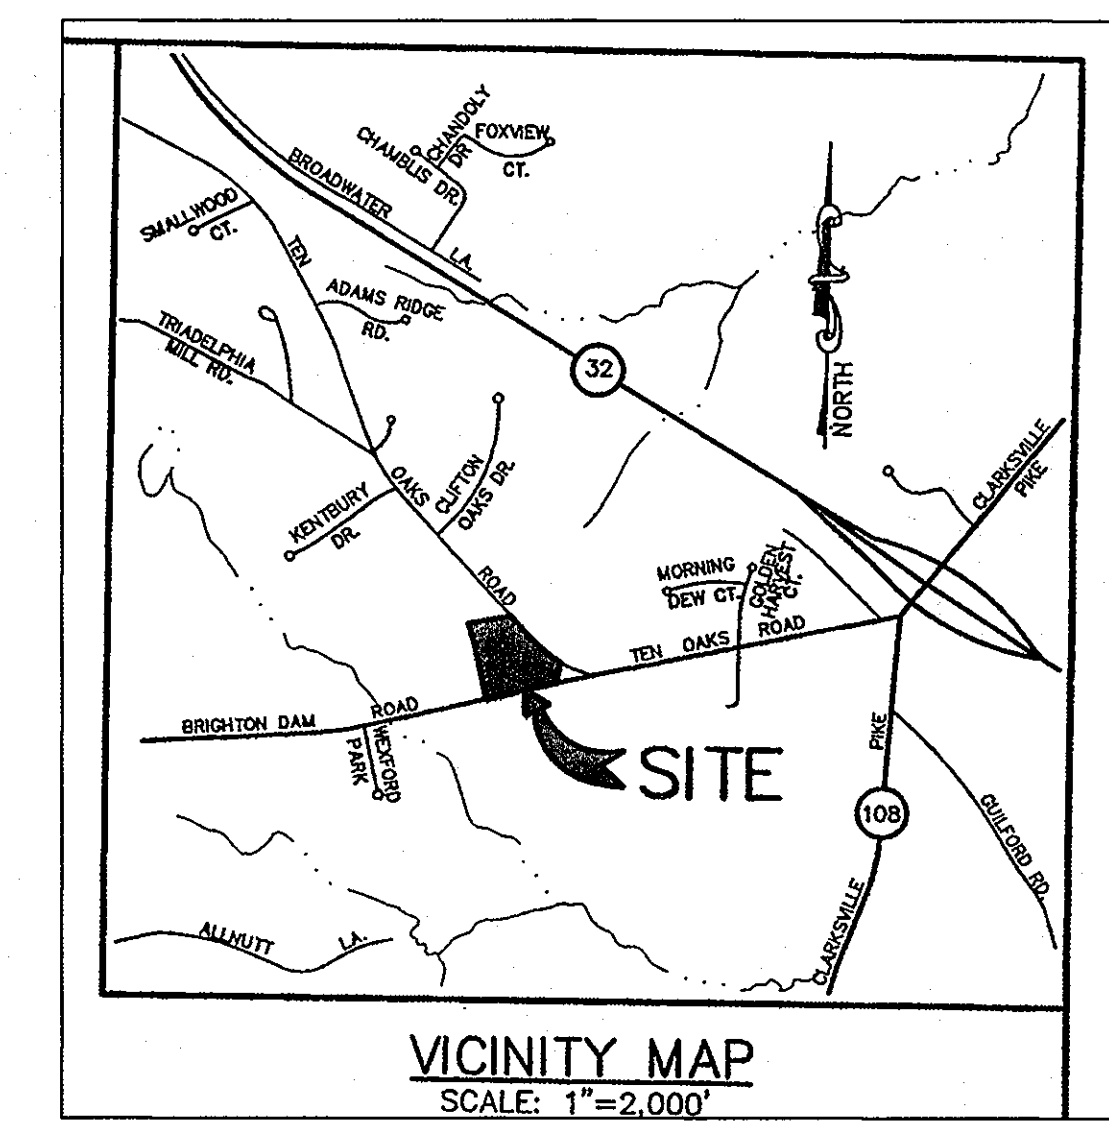 CHANDOLY
DR
FOXVIEW
CT.
CHAMBLIS DR.
BROADWATER
LA.
SMALLWOOD
CT.
TEN
ADAMS RIDGE
RD.
TRIADELPHIA
MILL RD.
32
NORTH
OAKS
CLIFTON
OAKS DR.
KENTBURY
DR.
ROAD
CLARKSVILLE
PIKE
MORNING
DEW CT.
GOLDEN
HARVEST
CT.
TEN OAKS ROAD
BRIGHTON DAM ROAD
WEXFORD
PARK
SITE
PIKE
108
CLARKSVILLE
GUILFORD RD.
ALLNUTT LA.
VICINITY MAP
SCALE: 1"=2,000'